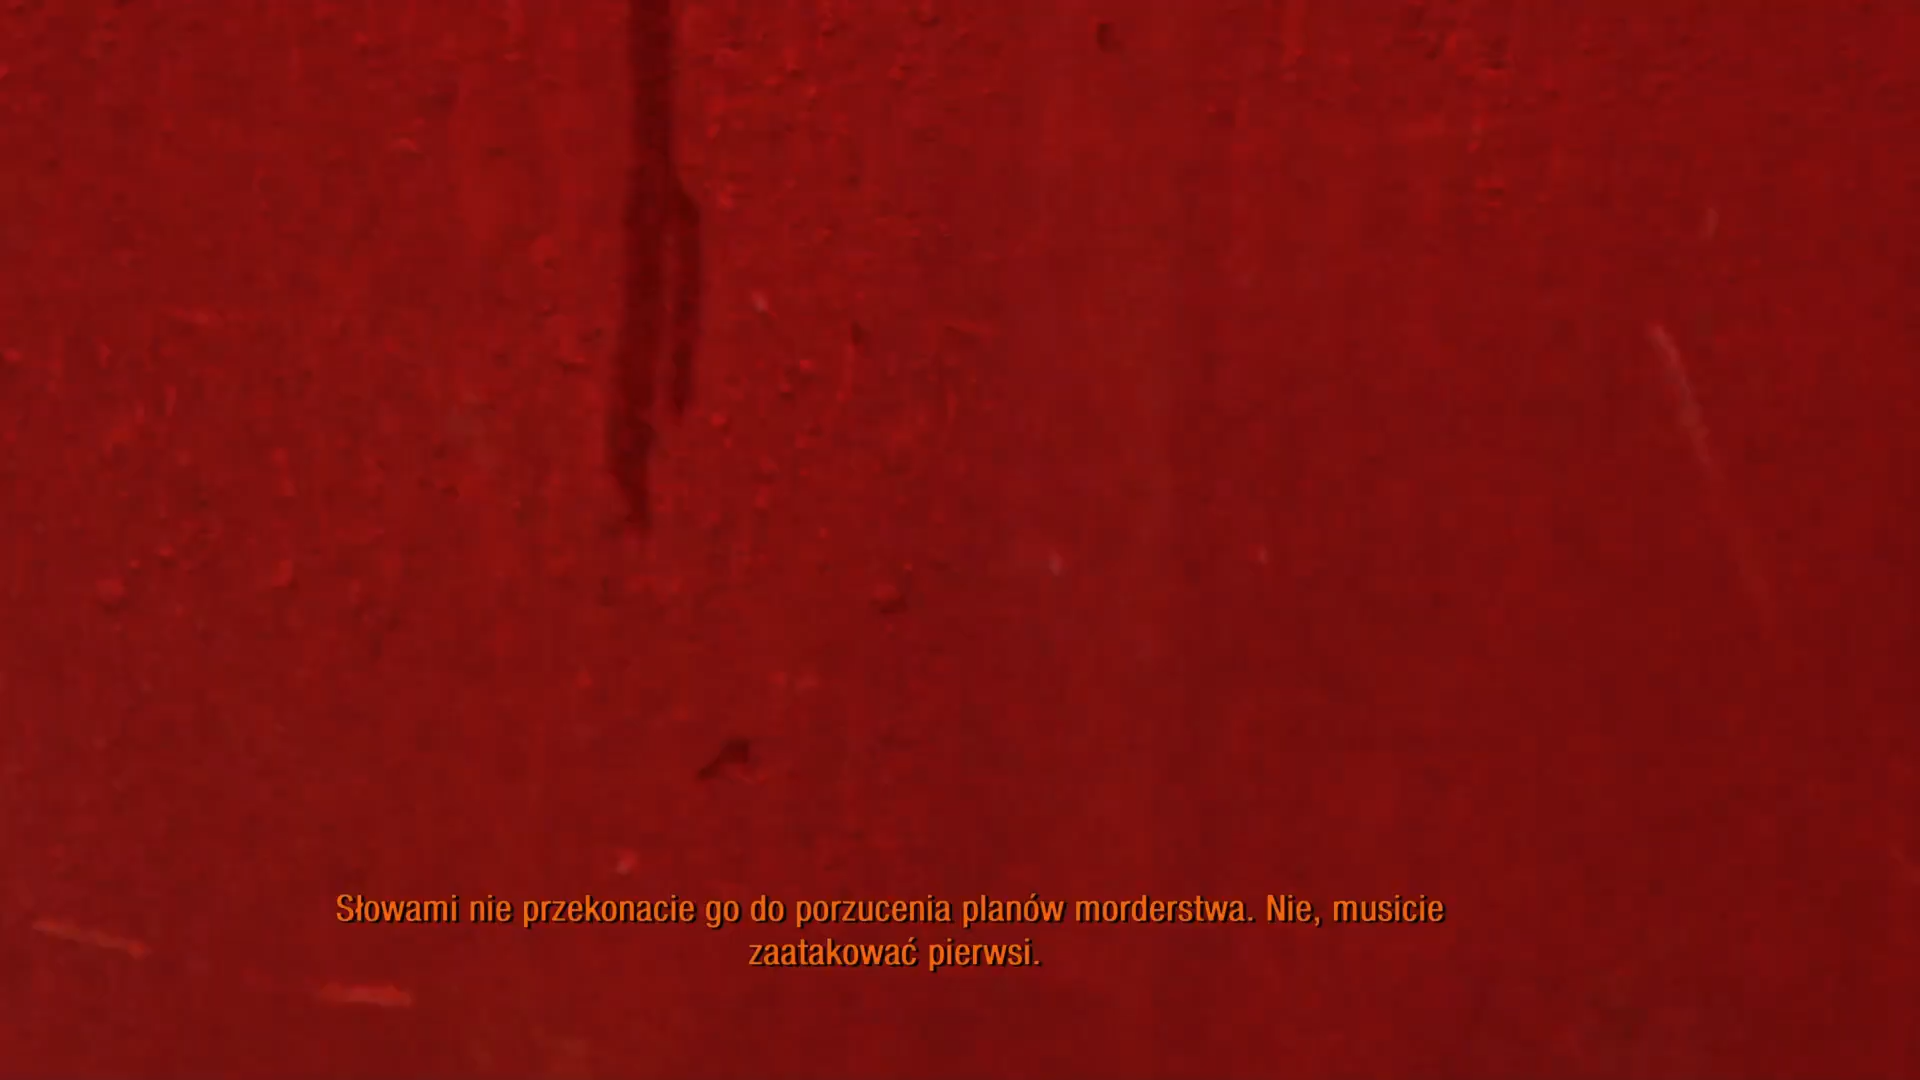 Słowami nie przekonacie go do porzucenia planów morderstwa. Nie, musicie
zaatakować pierwsi.